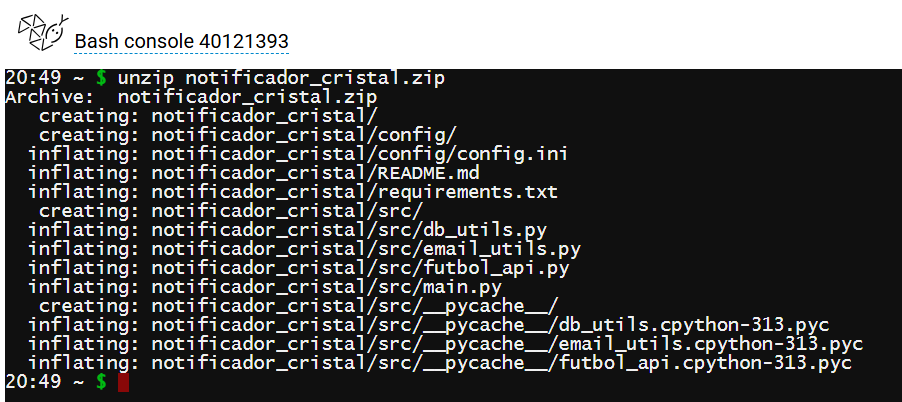 Bash console 40121393
20:49 ~ $ unzip notificador_cristal.zip
Archive:  notificador_cristal.zip
   creating: notificador_cristal/
   creating: notificador_cristal/config/
  inflating: notificador_cristal/config/config.ini
  inflating: notificador_cristal/README.md
  inflating: notificador_cristal/requirements.txt
   creating: notificador_cristal/src/
  inflating: notificador_cristal/src/db_utils.py
  inflating: notificador_cristal/src/email_utils.py
  inflating: notificador_cristal/src/futbol_api.py
  inflating: notificador_cristal/src/main.py
   creating: notificador_cristal/src/__pycache__/
  inflating: notificador_cristal/src/__pycache__/db_utils.cpython-313.pyc
  inflating: notificador_cristal/src/__pycache__/email_utils.cpython-313.pyc
  inflating: notificador_cristal/src/__pycache__/futbol_api.cpython-313.pyc
20:49 ~ $